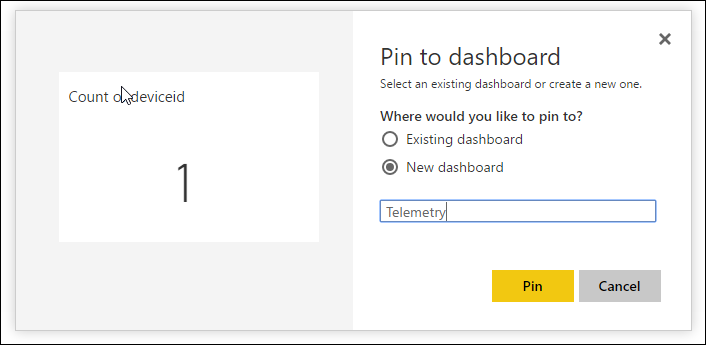 Count of deviceid
1
Pin to dashboard
Select an existing dashboard or create a new one.
Where would you like to pin to?
Existing dashboard
New dashboard
Telemetry
Pin
Cancel